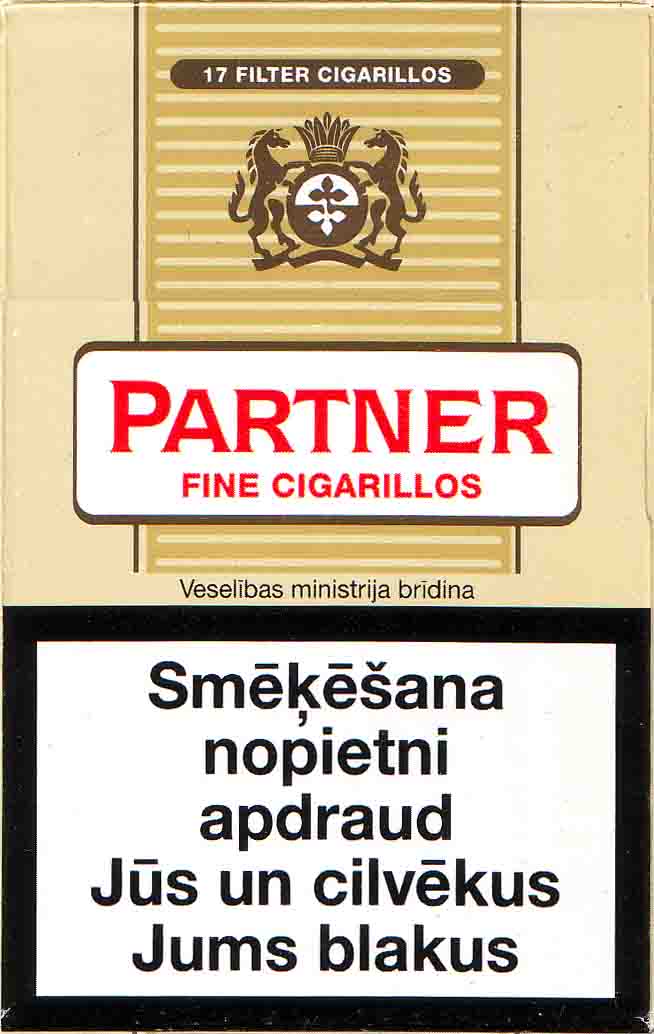 17 FILTER CIGARILLOS
PARTNER
FINE CIGARILLOS
Veselības ministrija brīdina
Smēķēšana
nopietni
apdraud
Jūs un cilvēkus
Jums blakus